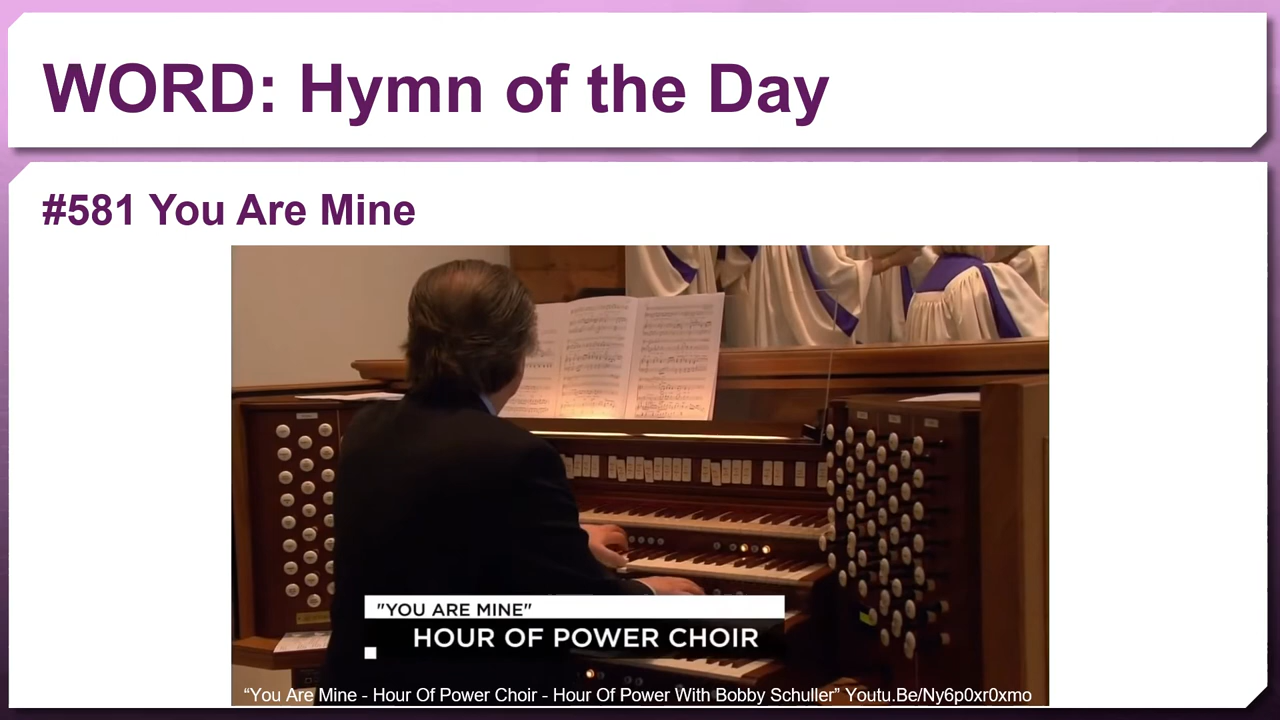 WORD: Hymn of the Day
#581 You Are Mine
"YOU ARE MINE"
HOUR OF POWER CHOIR
“You Are Mine - Hour Of Power Choir - Hour Of Power With Bobby Schuller” Youtu.Be/Ny6p0xr0xmo